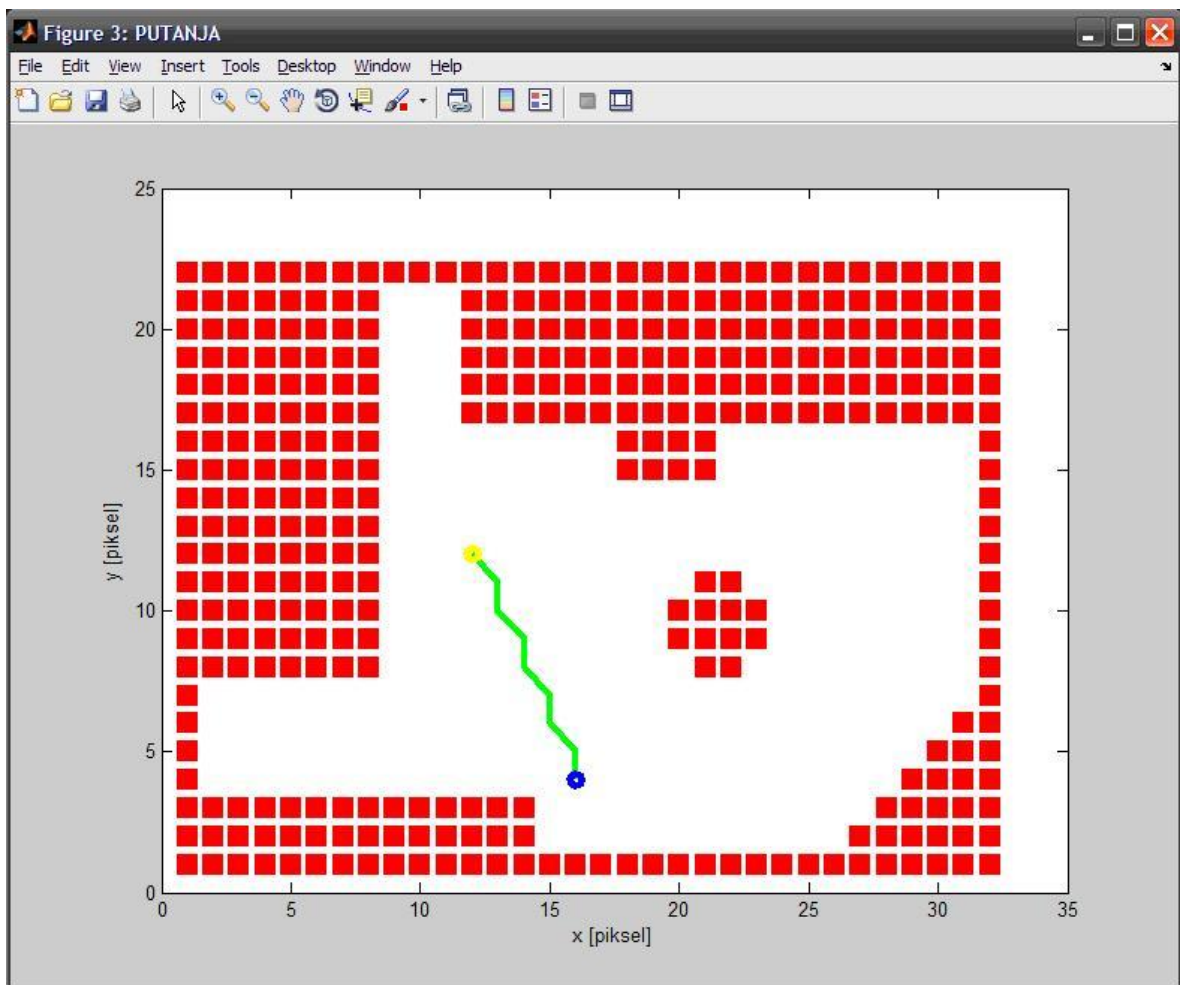 Figure 3: PUTANJA
File Edit View Insert Tools Desktop Window Help
25
20
15
10
5
0
y [piksel]
0 5 10 15 20 25 30 35
x [piksel]